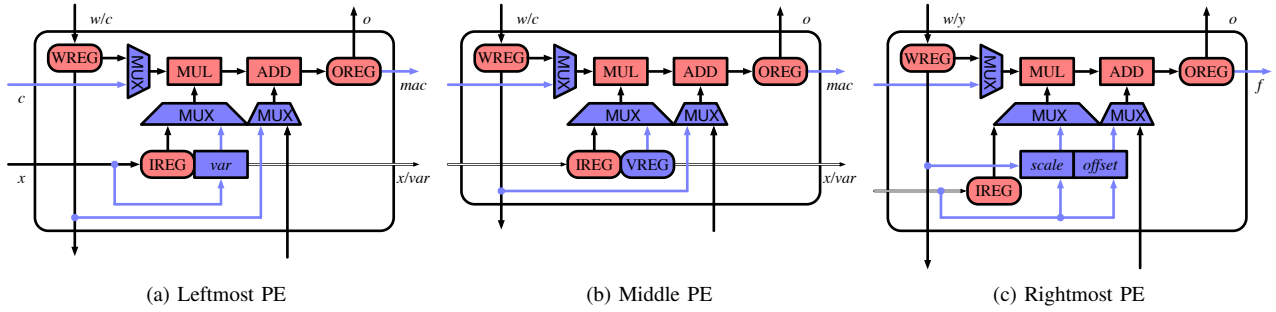 w/c
o
WREG
MUX
MUL
ADD
OREG
c
mac
MUX
MUX
IREG
var
x
x/var
(a) Leftmost PE
w/c
o
WREG
MUX
MUL
ADD
OREG
mac
MUX
MUX
IREG
VREG
x/var
(b) Middle PE
w/y
o
WREG
MUX
MUL
ADD
OREG
f
MUX
MUX
scale
offset
IREG
(c) Rightmost PE